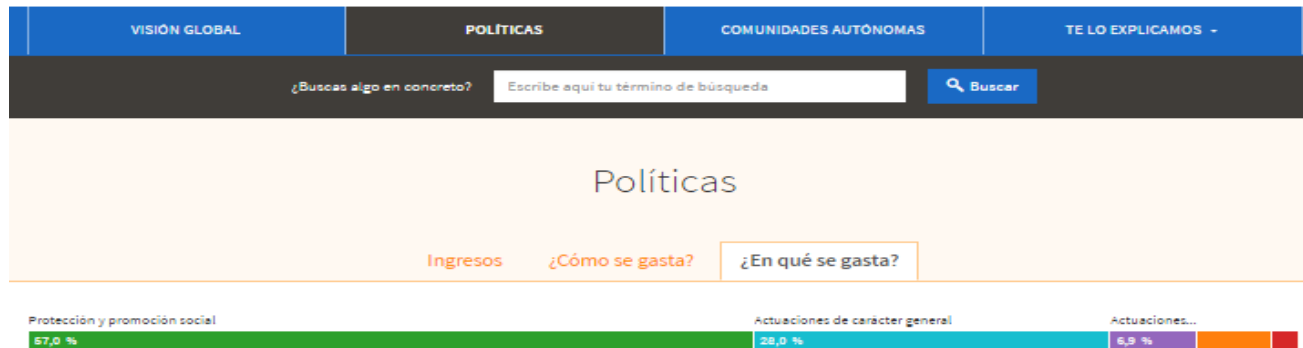 VISIÓN GLOBAL POLÍTICAS COMUNIDADES AUTÓNOMAS TE LO EXPLICAMOS
¿Buscas algo en concreto? Escribe aquí tu término de búsqueda Buscar
Políticas
Ingresos ¿Cómo se gasta? ¿En qué se gasta?
Protección y promoción social Actuaciones de carácter general Actuaciones...
57,0 % 28,0 % 6,9 %